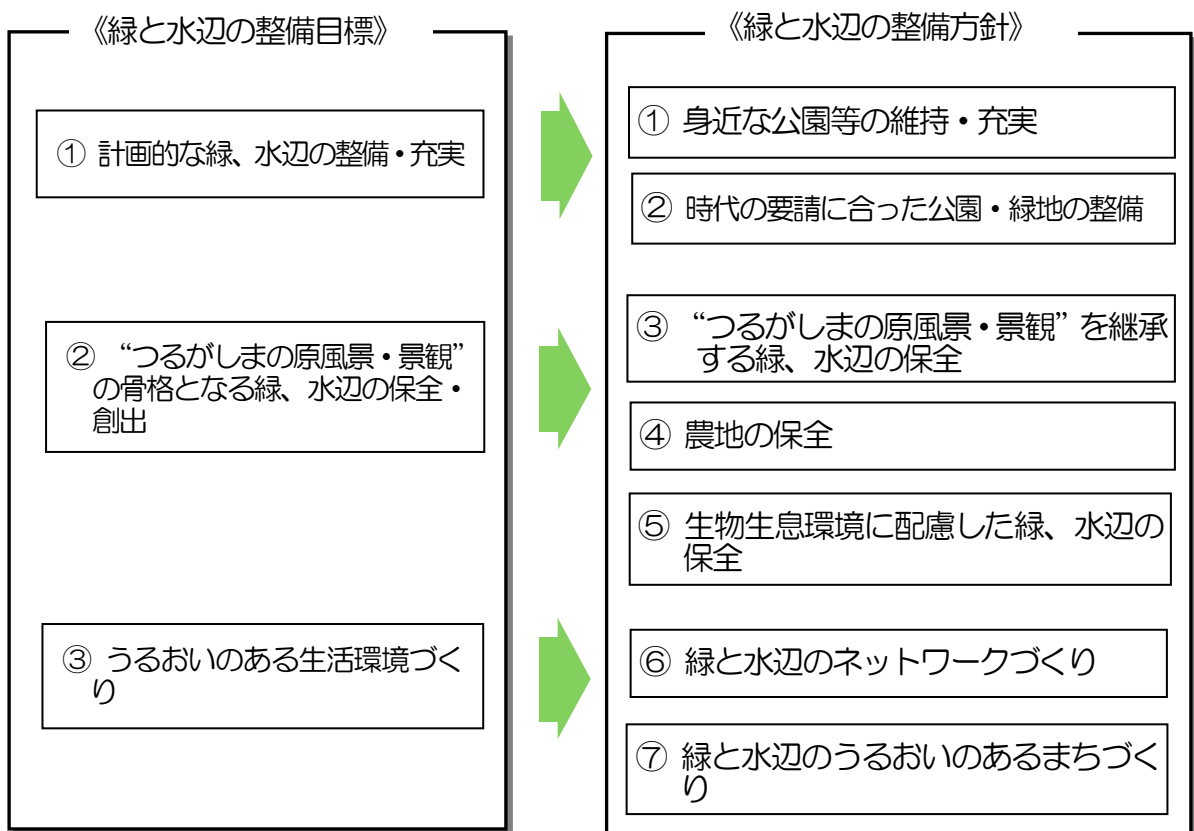 《緑と水辺の整備目標》
① 計画的な緑、水辺の整備・充実
② “つるがしまの原風景・景観”
の骨格となる緑、水辺の保全・
創出
③ うるおいのある生活環境づく
り
《緑と水辺の整備方針》
① 身近な公園等の維持・充実
② 時代の要請に合った公園・緑地の整備
③ “つるがしまの原風景・景観”を継承
する緑、水辺の保全
④ 農地の保全
⑤ 生物生息環境に配慮した緑、水辺の
保全
⑥ 緑と水辺のネットワークづくり
⑦ 緑と水辺のうるおいのあるまちづく
り